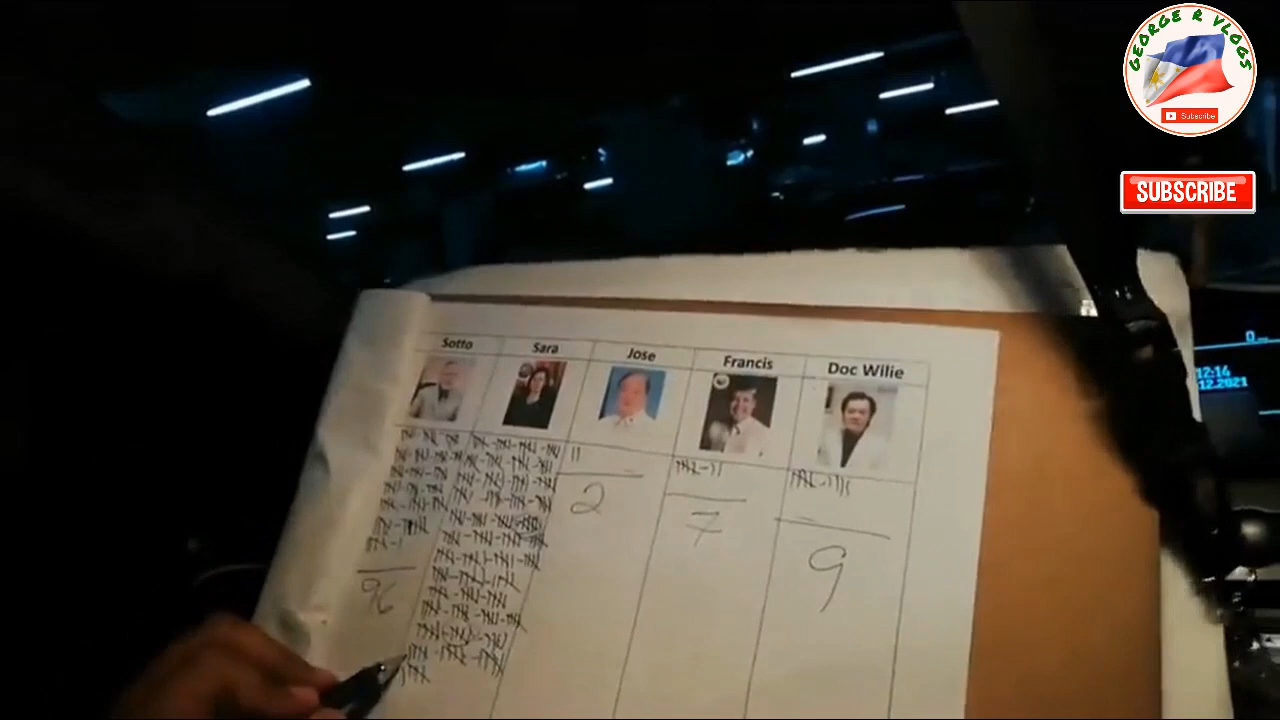 GEORGE R VLOGS
Subscribe
SUBSCRIBE
Sotto Sara Jose Francis Doc Wilie
2 7 9
96
12:14
12.2021